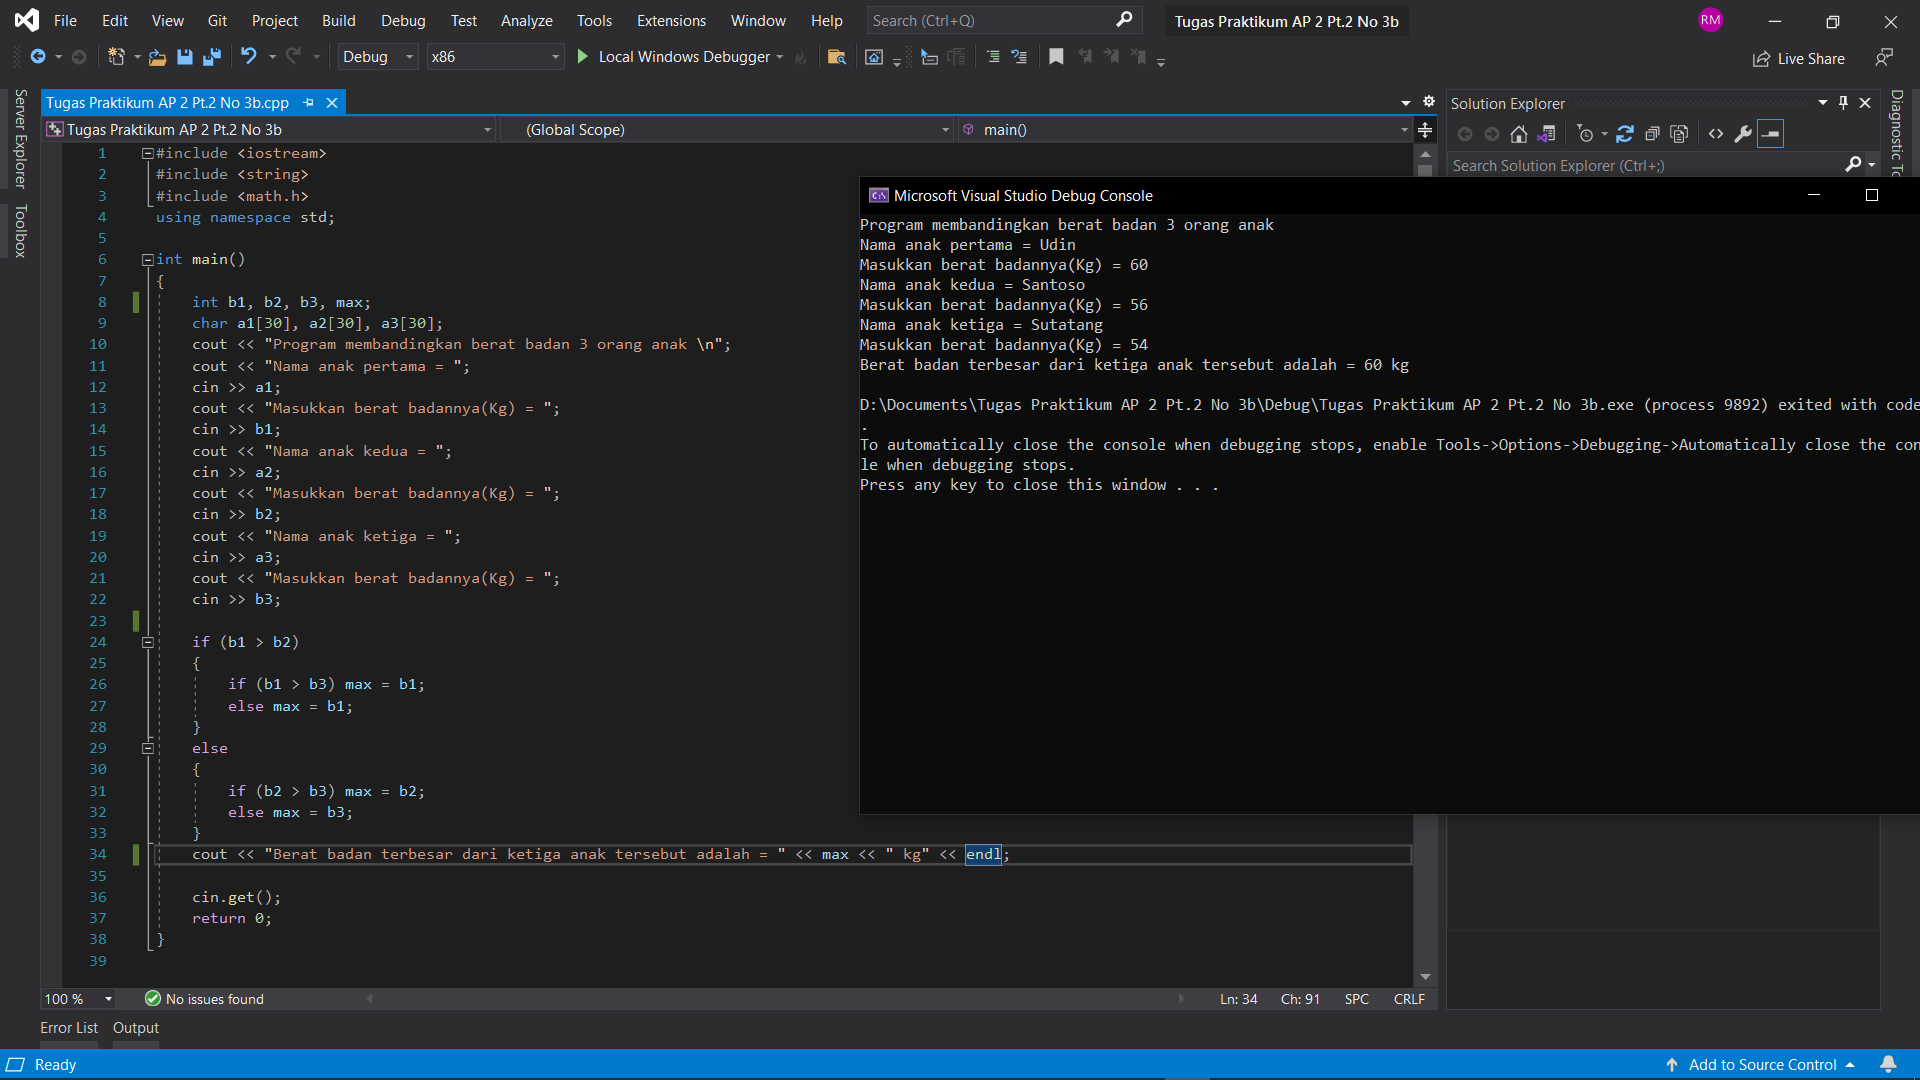 File Edit View Git Project Build Debug Test Analyze Tools Extensions Window Help Search (Ctrl+Q) Tugas Praktikum AP 2 Pt.2 No 3b RM
Debug x86 Local Windows Debugger Live Share
Server Explorer
Toolbox
Tugas Praktikum AP 2 Pt.2 No 3b.cpp
Tugas Praktikum AP 2 Pt.2 No 3b (Global Scope) main()
1 #include <iostream>
2 #include <string>
3 #include <math.h>
4 using namespace std;
5
6 int main()
7 {
8 int b1, b2, b3, max;
9 char a1[30], a2[30], a3[30];
10 cout << "Program membandingkan berat badan 3 orang anak \n";
11 cout << "Nama anak pertama = ";
12 cin >> a1;
13 cout << "Masukkan berat badannya(Kg) = ";
14 cin >> b1;
15 cout << "Nama anak kedua = ";
16 cin >> a2;
17 cout << "Masukkan berat badannya(Kg) = ";
18 cin >> b2;
19 cout << "Nama anak ketiga = ";
20 cin >> a3;
21 cout << "Masukkan berat badannya(Kg) = ";
22 cin >> b3;
23
24 if (b1 > b2)
25 {
26 if (b1 > b3) max = b1;
27 else max = b1;
28 }
29 else
30 {
31 if (b2 > b3) max = b2;
32 else max = b3;
33 }
34 cout << "Berat badan terbesar dari ketiga anak tersebut adalah = " << max << " kg" << endl;
35
36 cin.get();
37 return 0;
38 }
39
100 % No issues found Ln: 34 Ch: 91 SPC CRLF
Error List Output
Solution Explorer
Search Solution Explorer (Ctrl+;)
Diagnostic To
Microsoft Visual Studio Debug Console
Program membandingkan berat badan 3 orang anak
Nama anak pertama = Udin
Masukkan berat badannya(Kg) = 60
Nama anak kedua = Santoso
Masukkan berat badannya(Kg) = 56
Nama anak ketiga = Sutatang
Masukkan berat badannya(Kg) = 54
Berat badan terbesar dari ketiga anak tersebut adalah = 60 kg
D:\Documents\Tugas Praktikum AP 2 Pt.2 No 3b\Debug\Tugas Praktikum AP 2 Pt.2 No 3b.exe (process 9892) exited with code
.
To automatically close the console when debugging stops, enable Tools->Options->Debugging->Automatically close the con
le when debugging stops.
Press any key to close this window . . .
Ready Add to Source Control